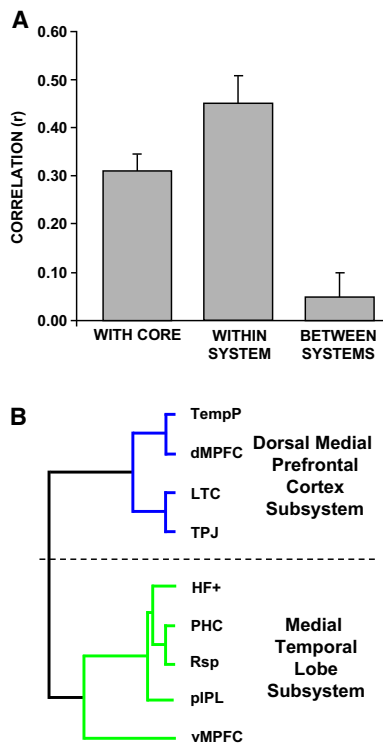 A
CORRELATION (r)
0.60
0.50
0.40
0.30
0.20
0.10
0.00
WITH CORE
WITHIN
SYSTEM
BETWEEN
SYSTEMS
B
TempP
dMPFC
LTC
TPJ
Dorsal Medial
Prefrontal
Cortex
Subsystem
HF+
PHC
Rsp
pIPL
vMPFC
Medial
Temporal
Lobe
Subsystem